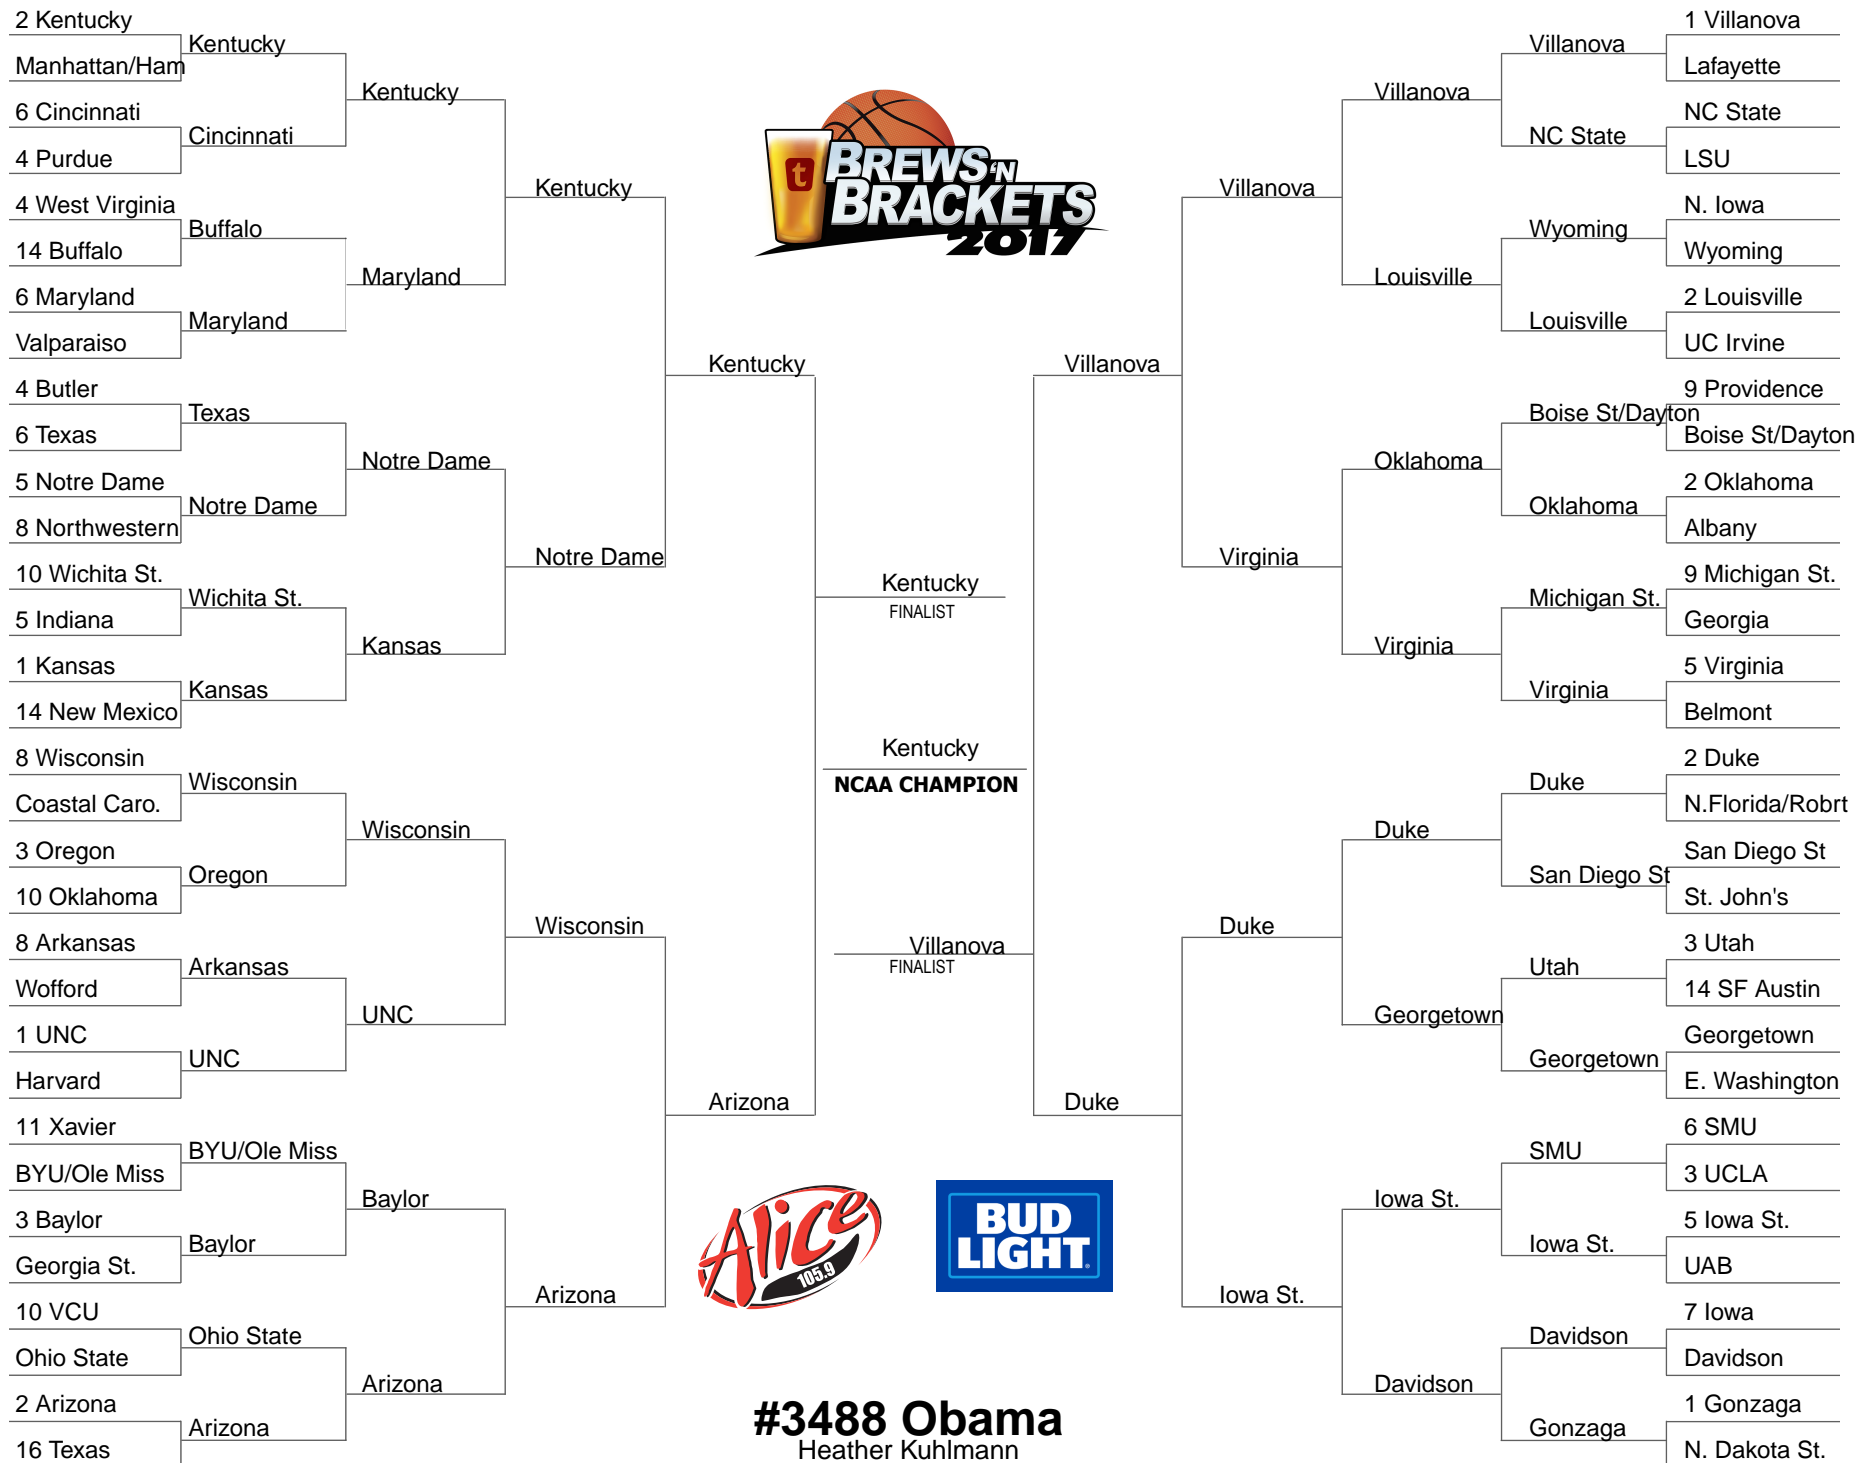 2 Kentucky
Manhattan/Ham
6 Cincinnati
4 Purdue
4 West Virginia
14 Buffalo
6 Maryland
Valparaiso
4 Butler
6 Texas
5 Notre Dame
8 Northwestern
10 Wichita St.
5 Indiana
1 Kansas
14 New Mexico
8 Wisconsin
Coastal Caro.
3 Oregon
10 Oklahoma
8 Arkansas
Wofford
1 UNC
Harvard
11 Xavier
BYU/Ole Miss
3 Baylor
Georgia St.
10 VCU
Ohio State
2 Arizona
16 Texas
Kentucky
Cincinnati
Buffalo
Maryland
Texas
Notre Dame
Wichita St.
Kansas
Wisconsin
Oregon
Arkansas
UNC
BYU/Ole Miss
Baylor
Ohio State
Arizona
Kentucky
Maryland
Notre Dame
Kansas
Wisconsin
UNC
Baylor
Arizona
Kentucky
Notre Dame
Wisconsin
Arizona
Kentucky
Arizona
t
BREWS 'N
BRACKETS
2017
Kentucky
FINALIST
Kentucky
NCAA CHAMPION
Villanova
FINALIST
Alice
105.9
BUD
LIGHT
#3488 Obama
Heather Kuhlmann
Villanova
Duke
Villanova
Virginia
Duke
Iowa St.
Villanova
Louisville
Oklahoma
Virginia
Duke
Georgetown
Iowa St.
Davidson
Villanova
NC State
Wyoming
Louisville
Boise St/Dayton
Oklahoma
Michigan St.
Virginia
Duke
San Diego St
Utah
Georgetown
SMU
Iowa St.
Davidson
Gonzaga
1 Villanova
Lafayette
NC State
LSU
N. Iowa
Wyoming
2 Louisville
UC Irvine
9 Providence
Boise St/Dayton
2 Oklahoma
Albany
9 Michigan St.
Georgia
5 Virginia
Belmont
2 Duke
N.Florida/Robrt
San Diego St
St. John's
3 Utah
14 SF Austin
Georgetown
E. Washington
6 SMU
3 UCLA
5 Iowa St.
UAB
7 Iowa
Davidson
1 Gonzaga
N. Dakota St.